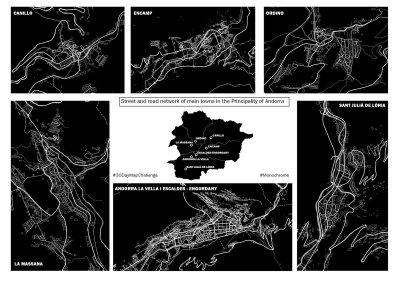 CANILLO
ENCAMP
ORDINO
Street and road network of main towns in the Principality of Andorra
SANT JULIÀ DE LÒRIA
CANILLO
ORDINO
LA MASSANA
ENCAMP
ESCALDES-ENGORDANY
ANDORRA LA VELLA
SANT JULIÀ DE LÒRIA
#30DayMapChallenge
#Monochrome
ANDORRA LA VELLA I ESCALDES - ENGORDANY
LA MASSANA